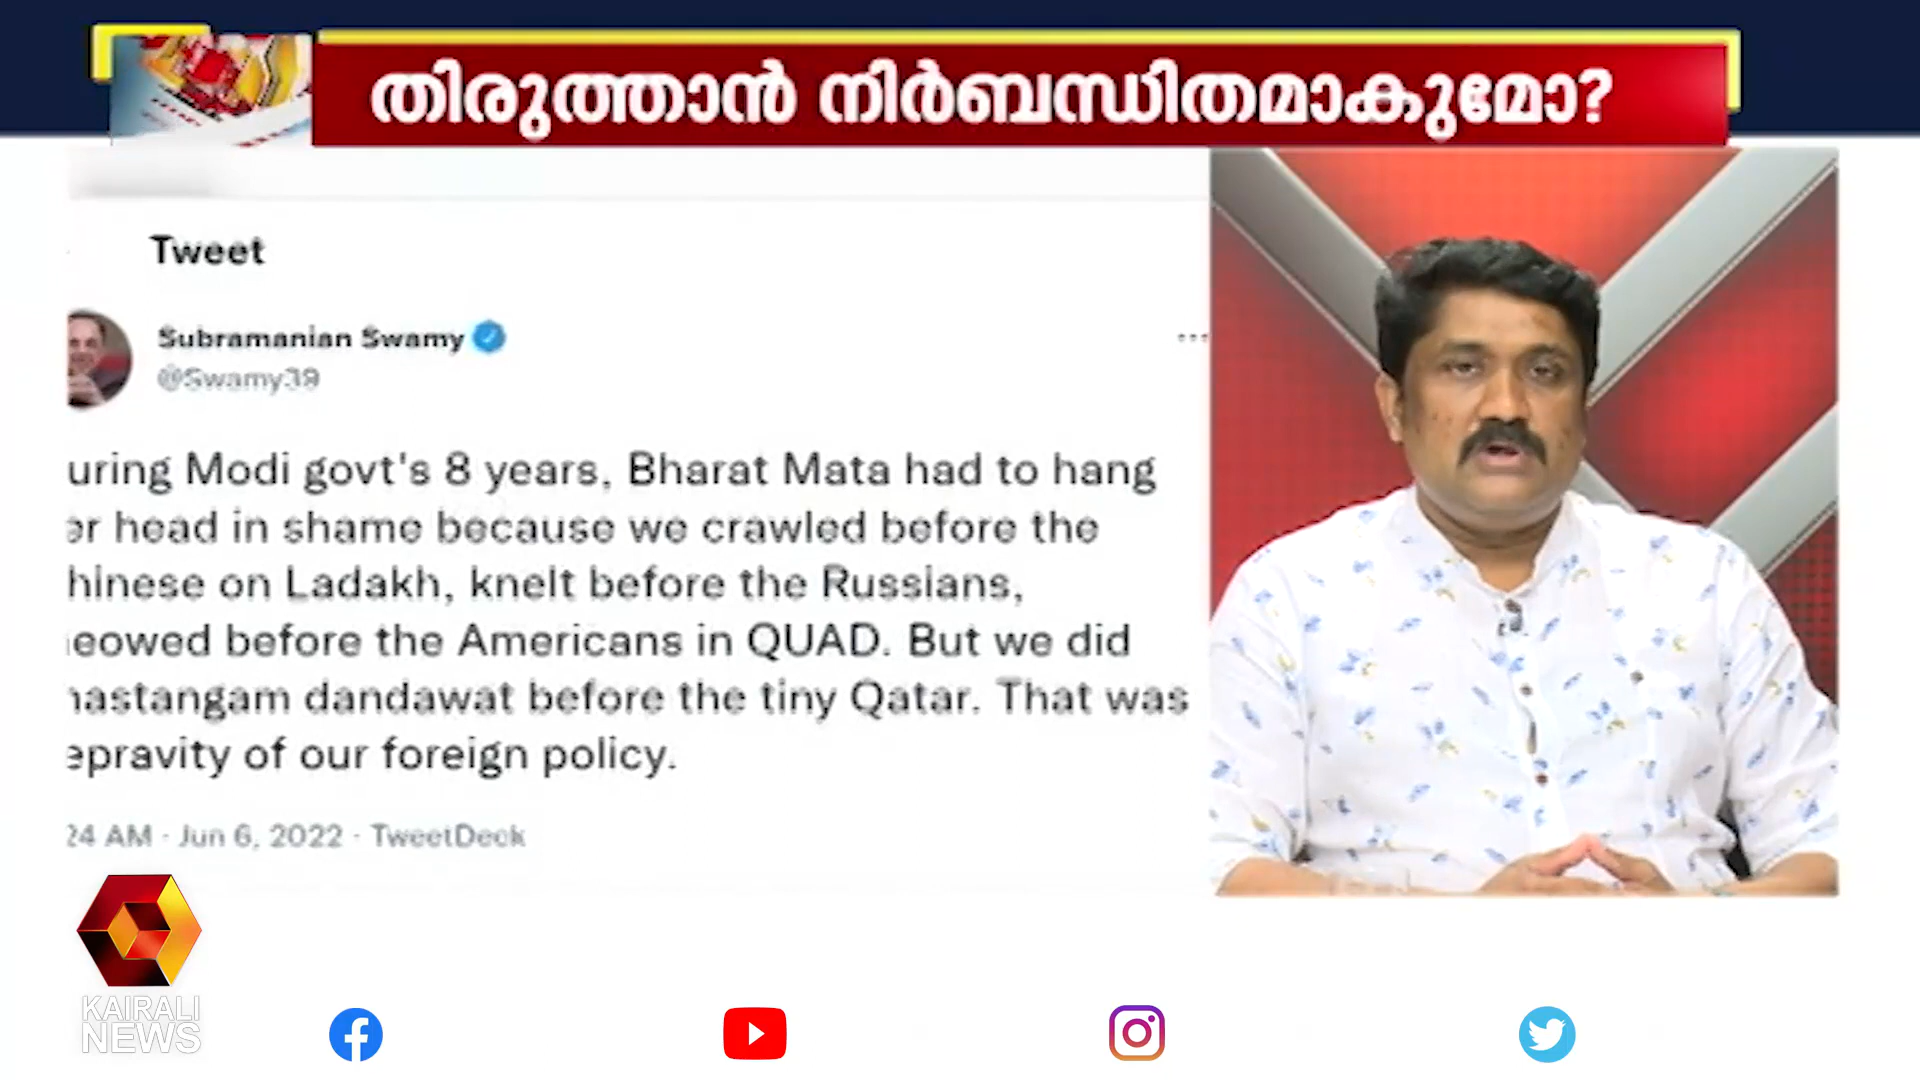 തിരുത്താൻ നിർബന്ധിതമാകുമോ?
Tweet
Subramanian Swamy
@Swamy39
uring Modi govt's 8 years, Bharat Mata had to hang
er head in shame because we crawled before the
hinese on Ladakh, knelt before the Russians,
eowed before the Americans in QUAD. But we did
hastangam dandawat before the tiny Qatar. That was
epravity of our foreign policy.
24 AM · Jun 6, 2022 · TweetDeck
KAIRALI
NEWS